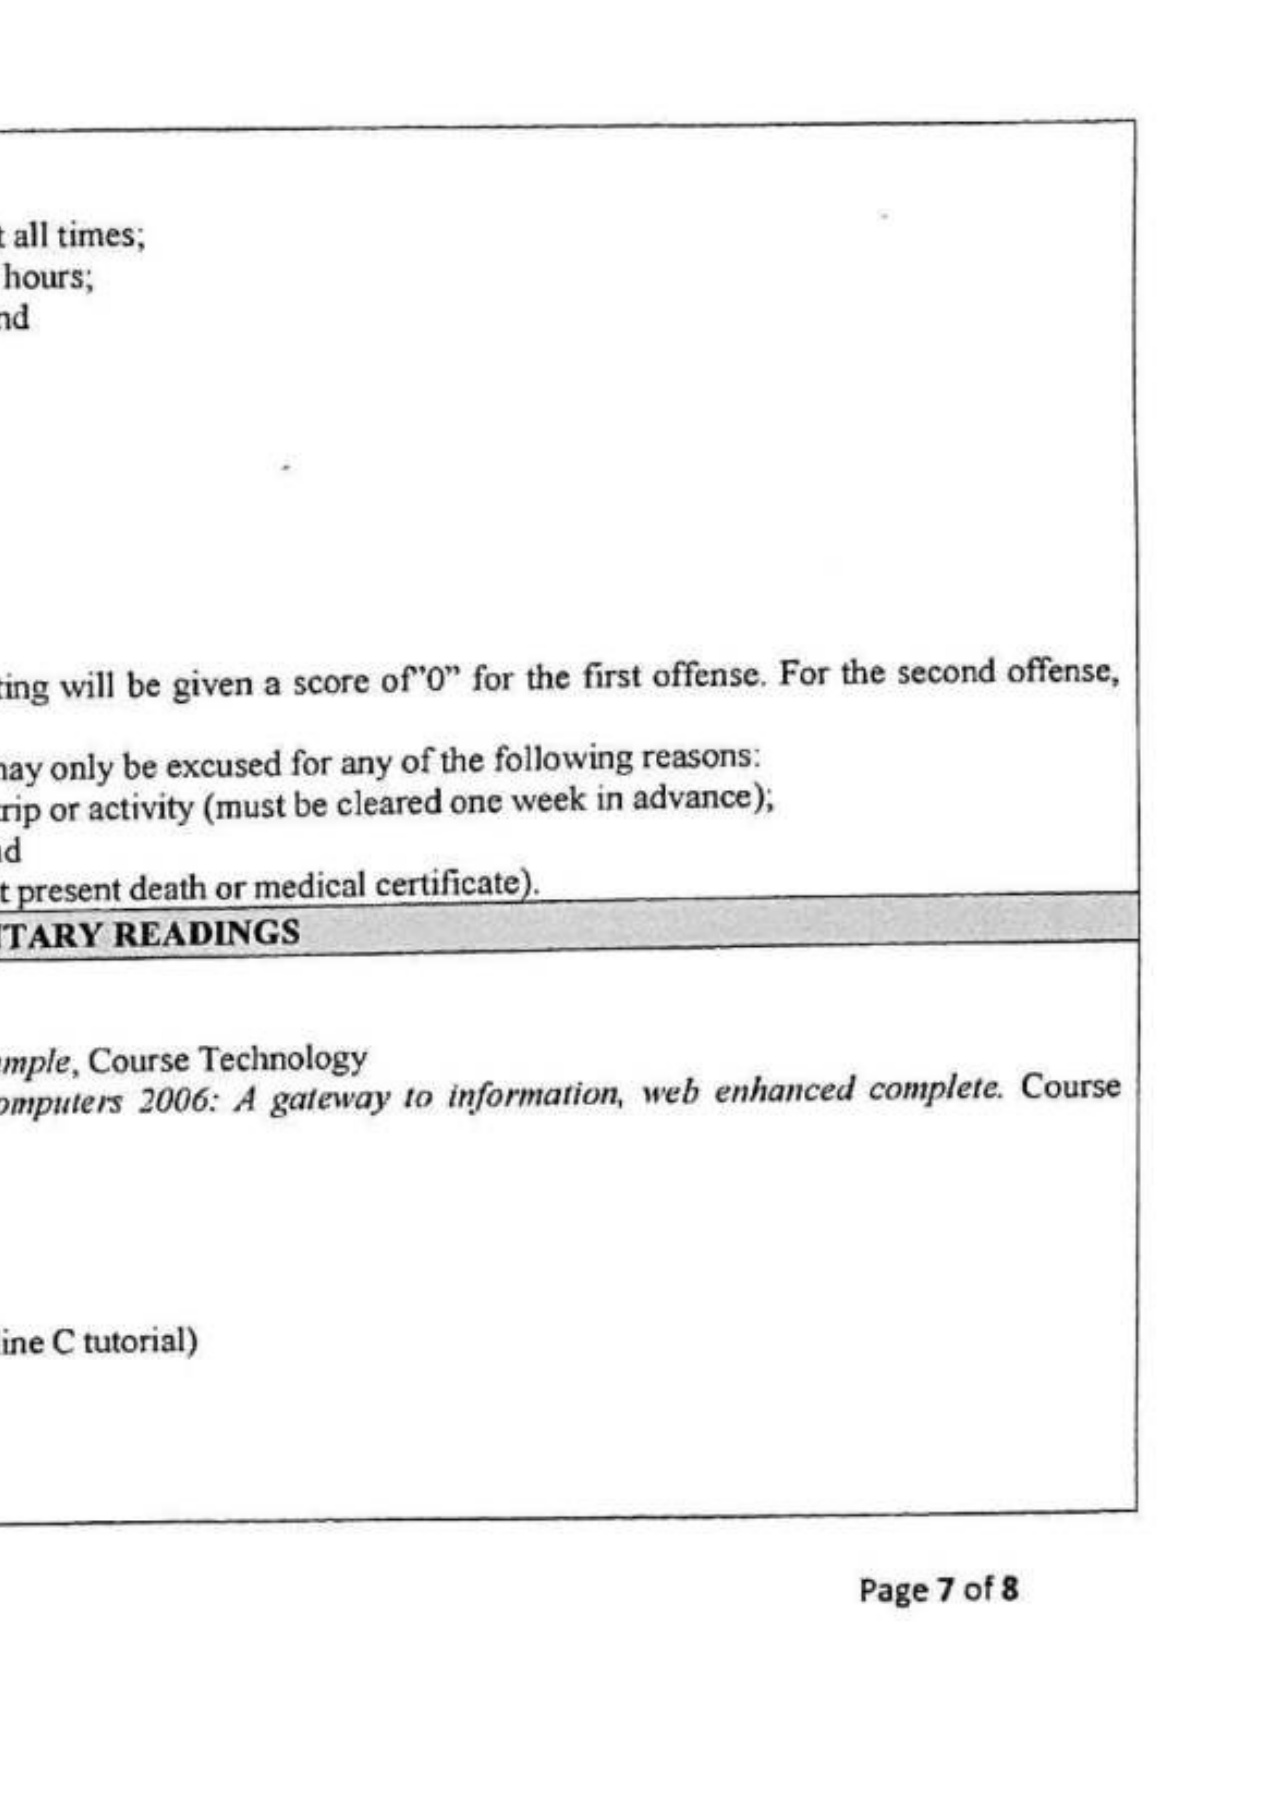 t all times;
hours;
nd
ting will be given a score of"0” for the first offense. For the second offense,
may only be excused for any of the following reasons:
rip or activity (must be cleared one week in advance);
nd
t present death or medical certificate).
TARY READINGS
mple, Course Technology
omputers 2006: A gateway to information, web enhanced complete. Course
ine C tutorial)
Page 7 of 8